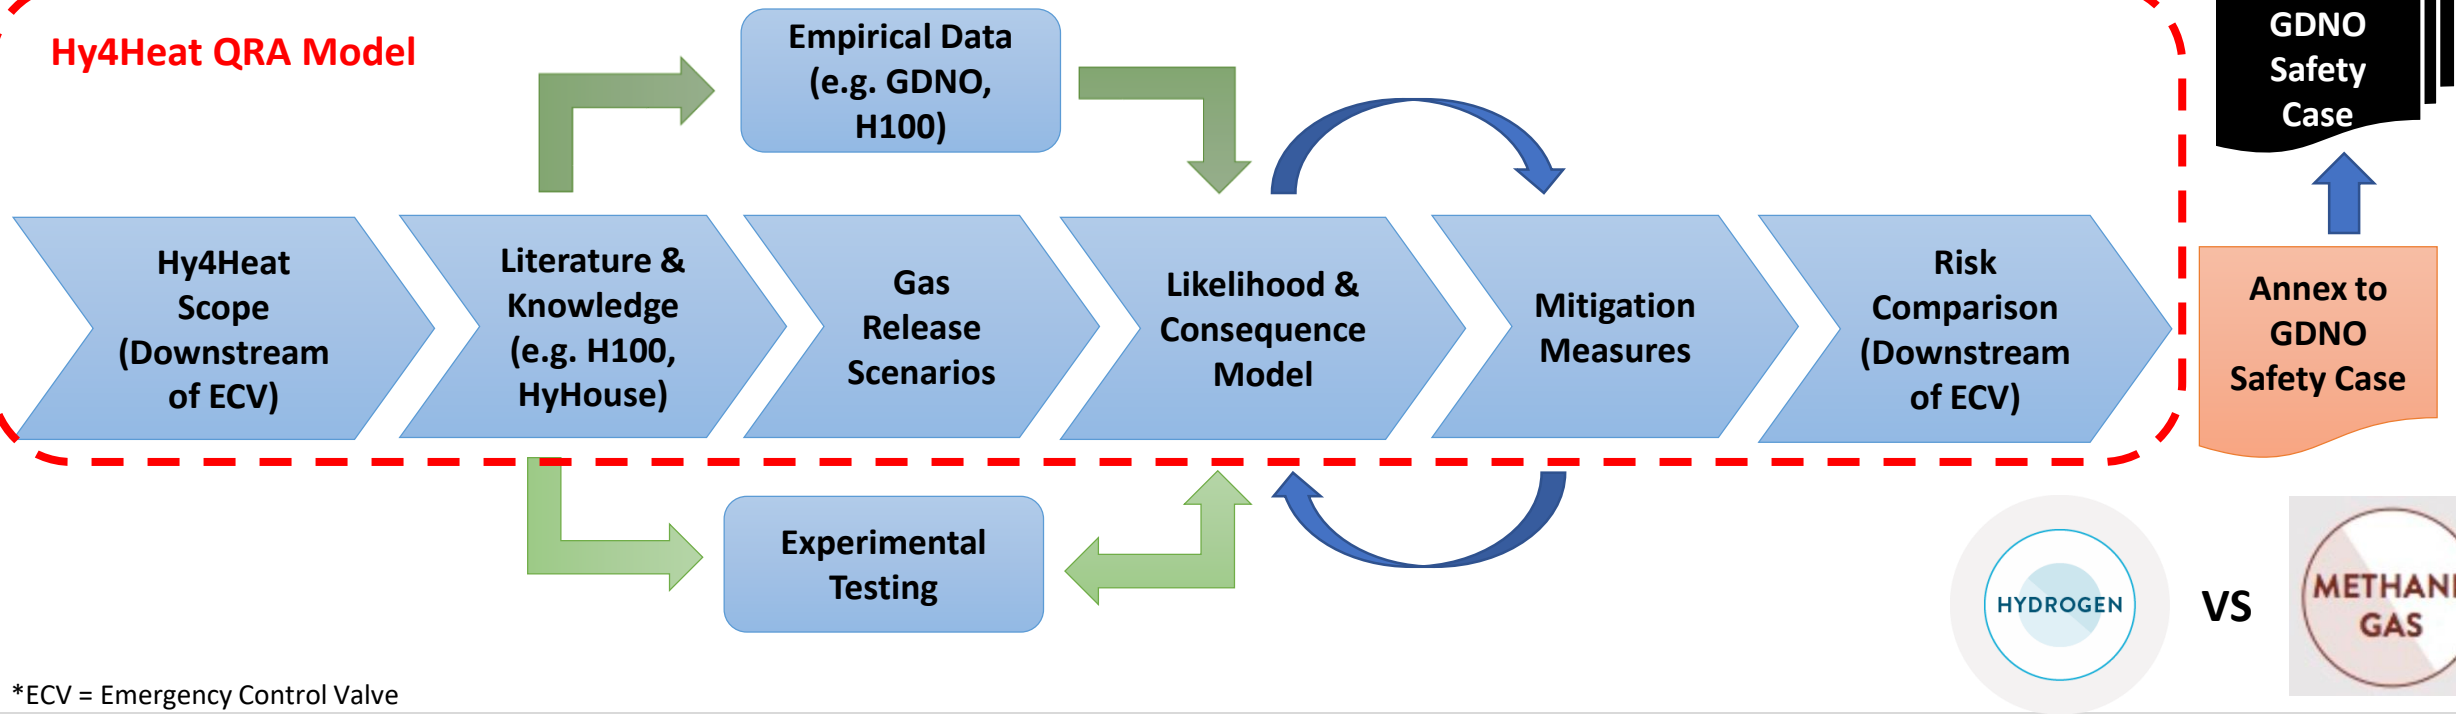 Hy4Heat QRA Model
Empirical Data
(e.g. GDNO,
H100)
GDNO
Safety
Case
Hy4Heat
Scope
(Downstream
of ECV)
Literature &
Knowledge
(e.g. H100,
HyHouse)
Gas
Release
Scenarios
Likelihood &
Consequence
Model
Mitigation
Measures
Risk
Comparison
(Downstream
of ECV)
Annex to
GDNO
Safety Case
Experimental
Testing
HYDROGEN
VS
METHAN
GAS
*ECV = Emergency Control Valve